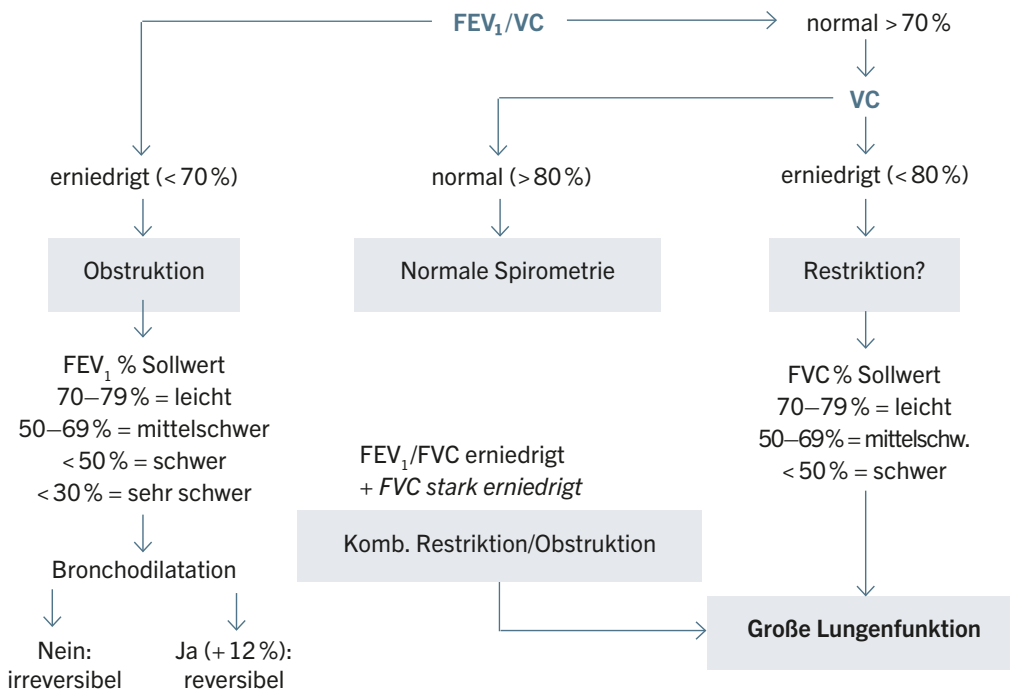 FEV₁/VC
normal > 70 %
VC
erniedrigt (< 70 %)
normal (> 80 %)
erniedrigt (< 80 %)
Obstruktion
Normale Spirometrie
Restriktion?
FEV₁ % Sollwert
70–79 % = leicht
50–69 % = mittelschwer
< 50 % = schwer
< 30 % = sehr schwer
FVC % Sollwert
70–79 % = leicht
50–69 % = mittelschw.
< 50 % = schwer
FEV₁/FVC erniedrigt
+ FVC stark erniedrigt
Komb. Restriktion/Obstruktion
Bronchodilatation
Große Lungenfunktion
Nein:
irreversibel
Ja (+ 12 %):
reversibel